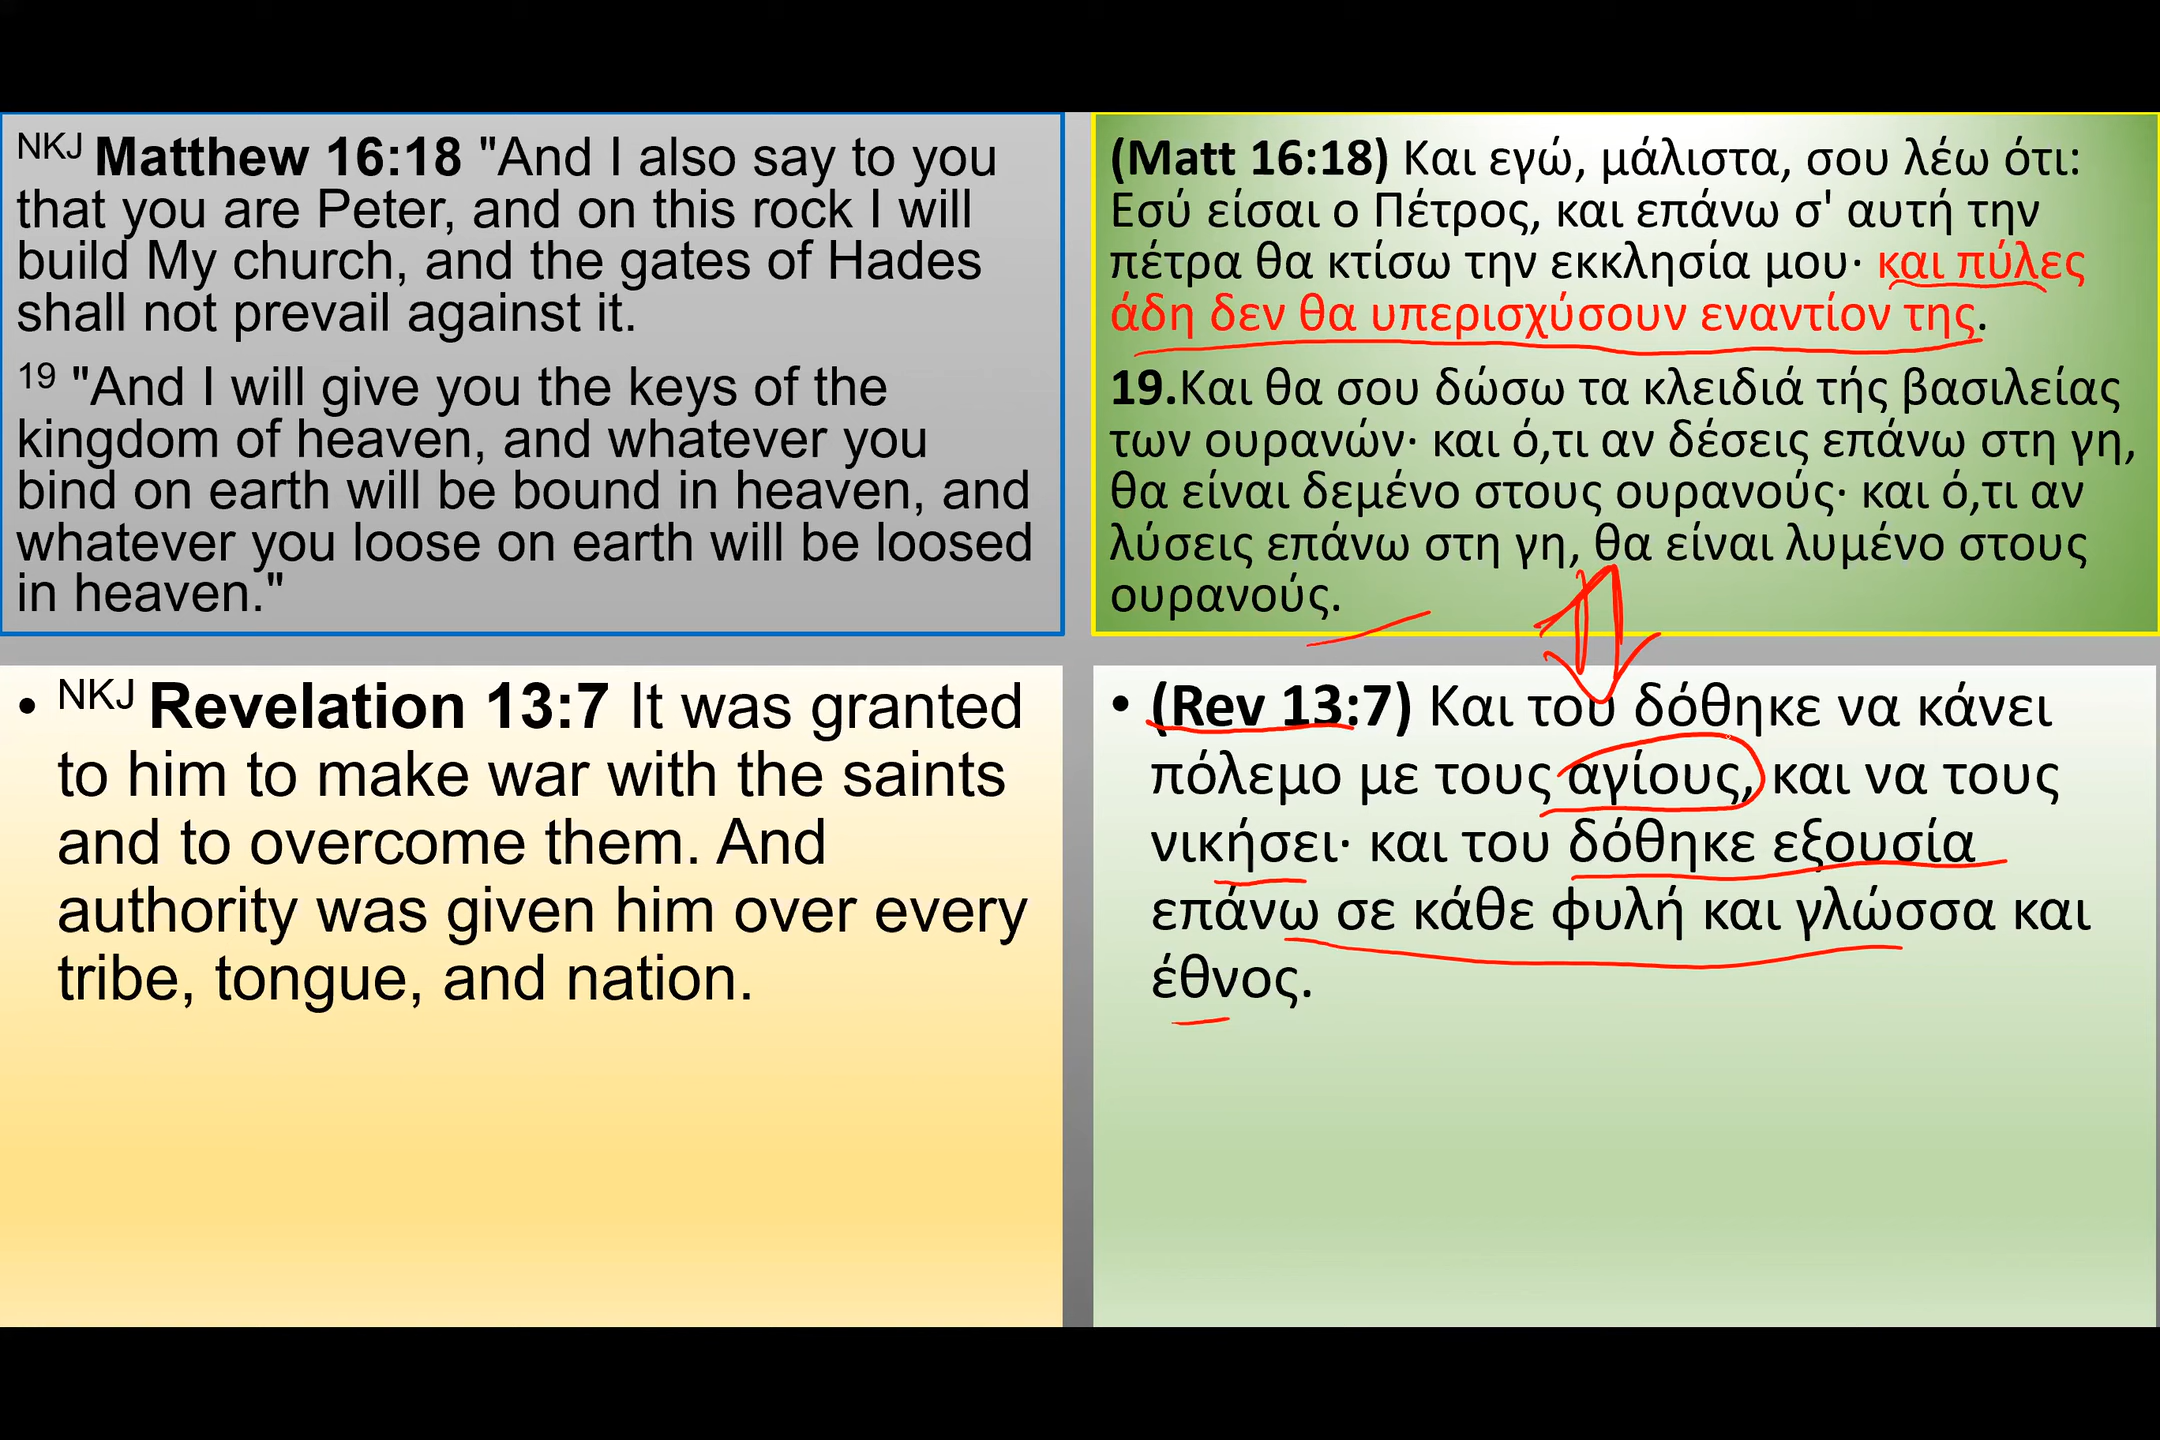 NKJ Matthew 16:18 "And I also say to you
that you are Peter, and on this rock I will
build My church, and the gates of Hades
shall not prevail against it.
19 "And I will give you the keys of the
kingdom of heaven, and whatever you
bind on earth will be bound in heaven, and
whatever you loose on earth will be loosed
in heaven."
(Matt 16:18) Και εγώ, μάλιστα, σου λέω ότι:
Εσύ είσαι ο Πέτρος, και επάνω σ' αυτή την
πέτρα θα κτίσω την εκκλησία μου· και πύλες
άδη δεν θα υπερισχύσουν εναντίον της.
19.Και θα σου δώσω τα κλειδιά τής βασιλείας
των ουρανών· και ό,τι αν δέσεις επάνω στη γη,
θα είναι δεμένο στους ουρανούς· και ό,τι αν
λύσεις επάνω στη γη, θα είναι λυμένο στους
ουρανούς.
• NKJ Revelation 13:7 It was granted
to him to make war with the saints
and to overcome them. And
authority was given him over every
tribe, tongue, and nation.
• (Rev 13:7) Και του δόθηκε να κάνει
πόλεμο με τους αγίους, και να τους
νικήσει· και του δόθηκε εξουσία
επάνω σε κάθε φυλή και γλώσσα και
έθνος.